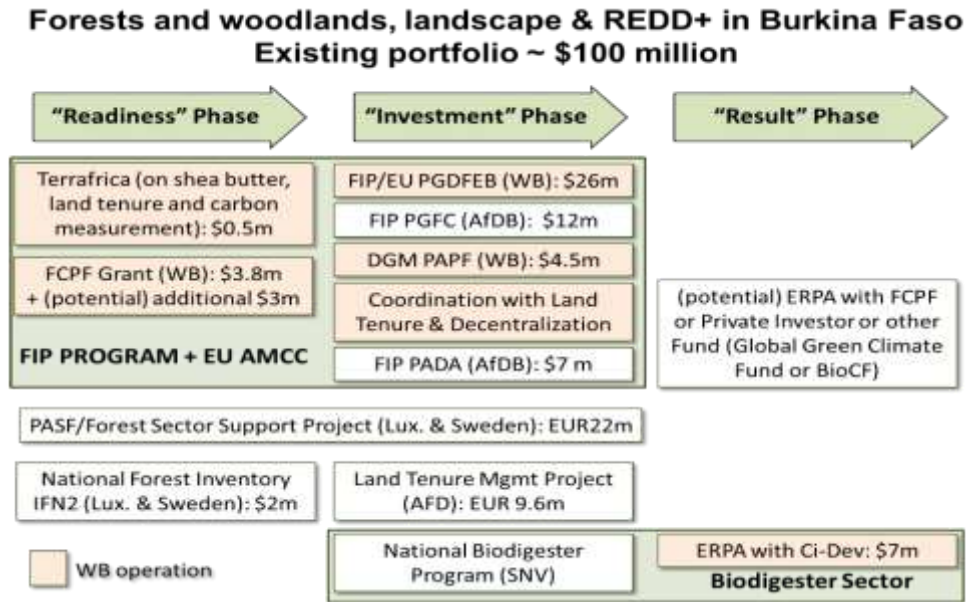 Forests and woodlands, landscape & REDD+ in Burkina Faso
Existing portfolio ~ $100 million
“Readiness” Phase
“Investment” Phase
“Result” Phase
Terrafrica (on shea butter,
land tenure and carbon
measurement): $0.5m
FCPF Grant (WB): $3.8m
+ (potential) additional $3m
FIP PROGRAM + EU AMCC
FIP/EU PGDFEB (WB): $26m
FIP PGFC (AfDB): $12m
DGM PAPF (WB): $4.5m
Coordination with Land
Tenure & Decentralization
FIP PADA (AfDB): $7 m
(potential) ERPA with FCPF
or Private Investor or other
Fund (Global Green Climate
Fund or BioCF)
PASF/Forest Sector Support Project (Lux. & Sweden): EUR22m
National Forest Inventory
IFN2 (Lux. & Sweden): $2m
Land Tenure Mgmt Project
(AFD): EUR 9.6m
National Biodigester
Program (SNV)
ERPA with Ci-Dev: $7m
Biodigester Sector
WB operation